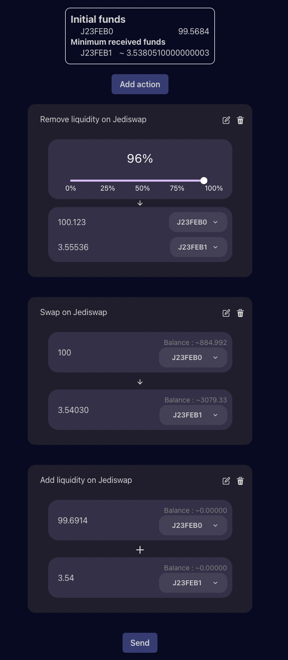 Initial funds
J23FEB0 99.5684
Minimum received funds
J23FEB1 ~ 3.5380510000000003
Add action
Remove liquidity on Jediswap
96%
0% 25% 50% 75% 100%
100.123 J23FEB0
3.55536 J23FEB1
Swap on Jediswap
Balance : ~884.992
100 J23FEB0
Balance : ~3079.33
3.54030 J23FEB1
Add liquidity on Jediswap
Balance : ~0.00000
99.6914 J23FEB0
Balance : ~0.00000
3.54 J23FEB1
Send